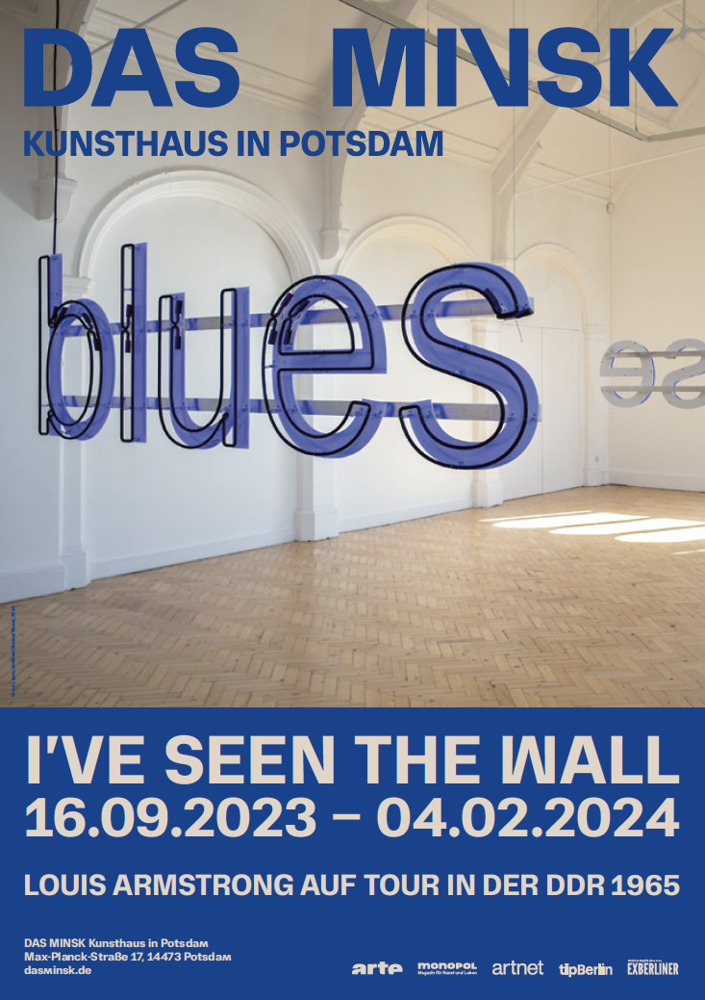 DAS MINSK
KUNSTHAUS IN POTSDAM
blues
es
I'VE SEEN THE WALL
16.09.2023 – 04.02.2024
LOUIS ARMSTRONG AUF TOUR IN DER DDR 1965
DAS MINSK Kunsthaus in Potsdam
Max-Planck-Straße 17, 14473 Potsdam
dasminsk.de
arte
MONOPOL
Magazin für Kunst und Leben
artnet
tipBerlin
EXBERLINER